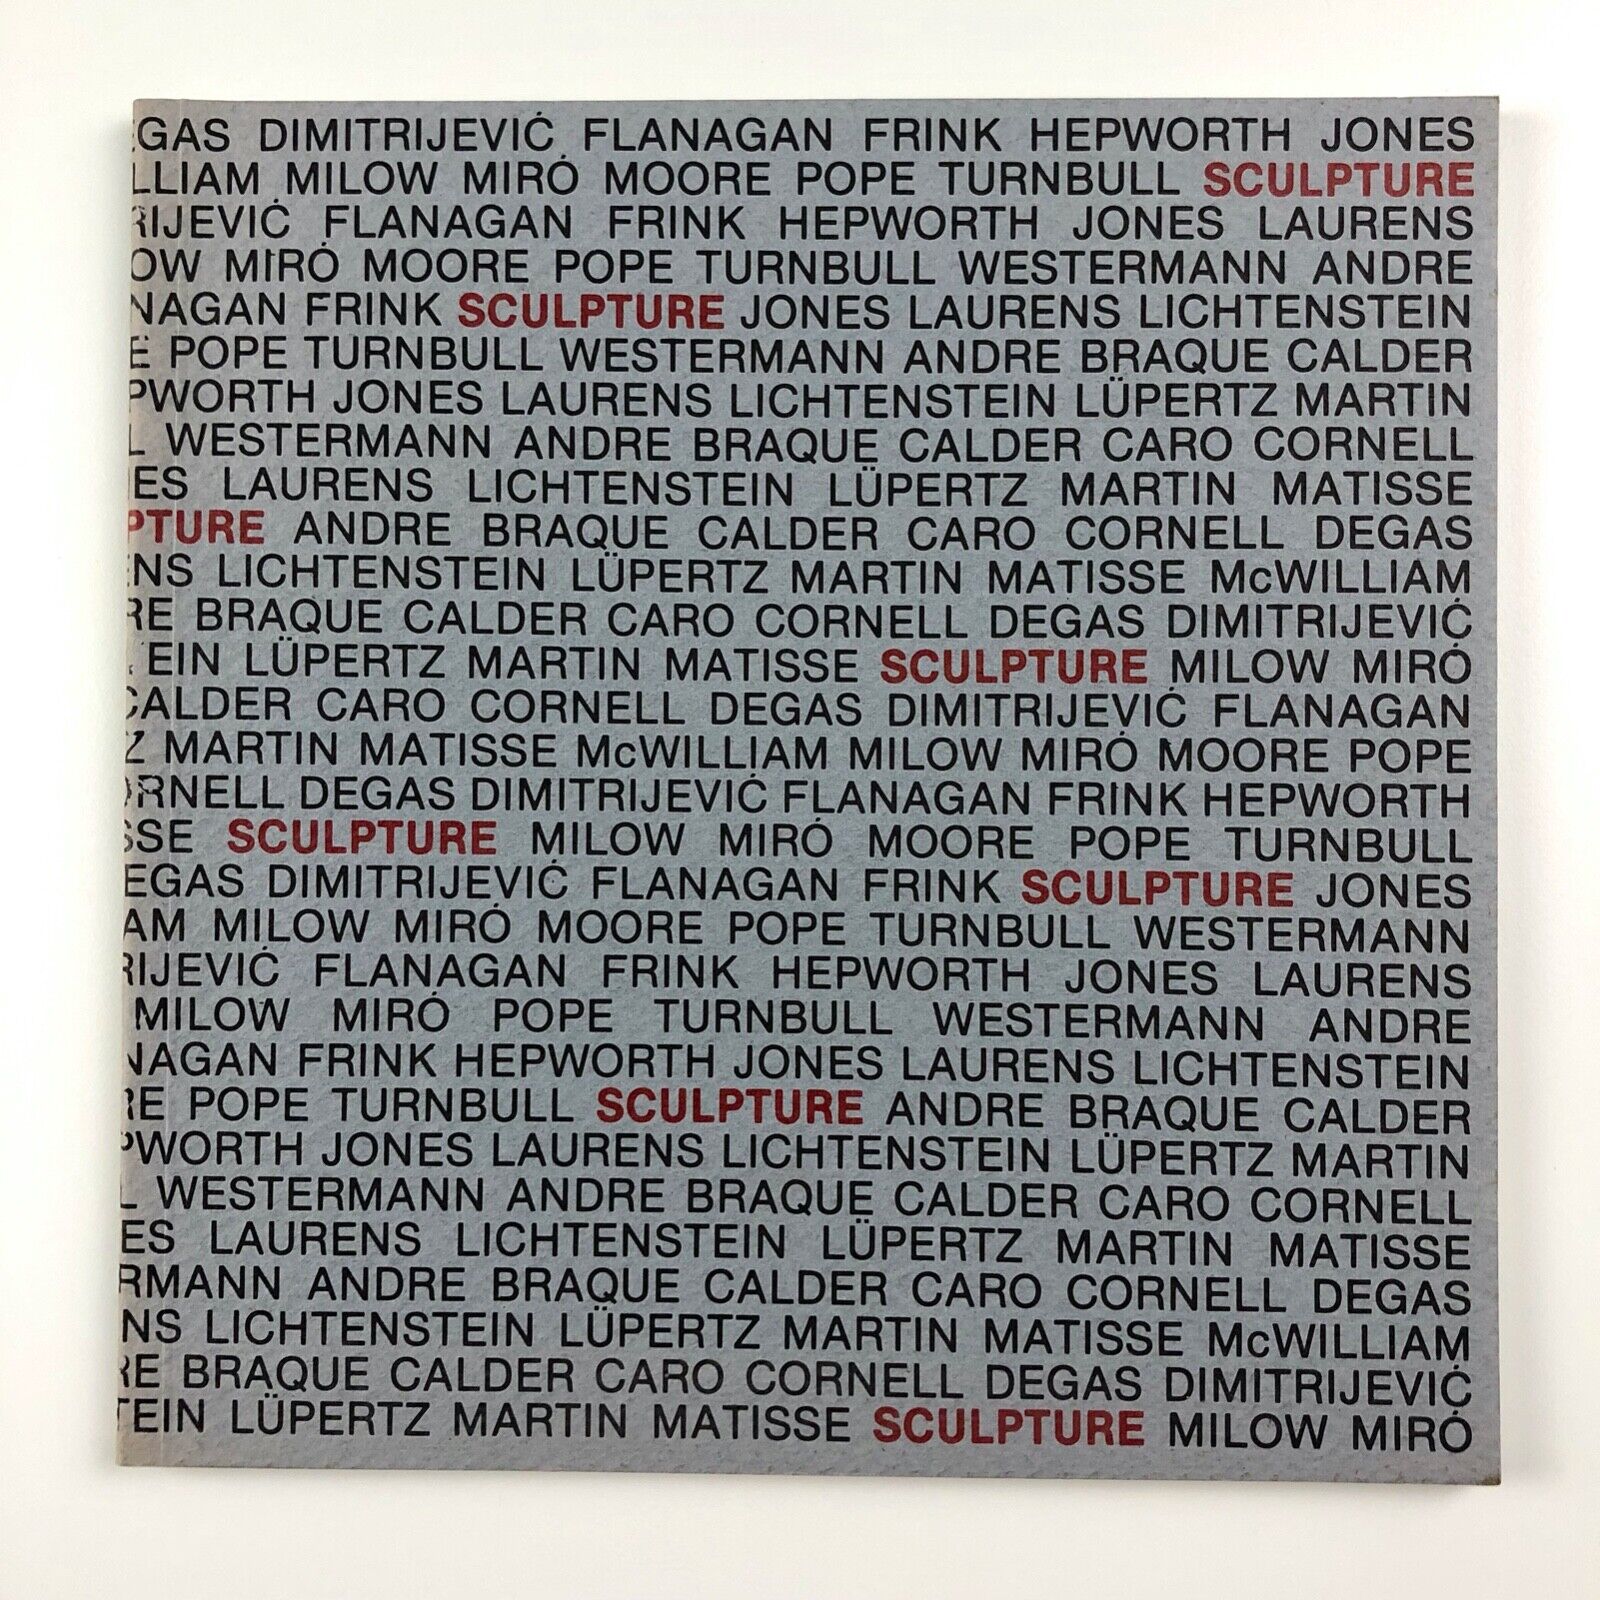 EGAS DIMITRIJEVIĆ FLANAGAN FRINK HEPWORTH JONES
LLIAM MILOW MIRÓ MOORE POPE TURNBULL SCULPTURE
RIJEVIĆ FLANAGAN FRINK HEPWORTH JONES LAURENS
OW MIRÓ MOORE POPE TURNBULL WESTERMANN ANDRE
NAGAN FRINK SCULPTURE JONES LAURENS LICHTENSTEIN
E POPE TURNBULL WESTERMANN ANDRE BRAQUE CALDER
PWORTH JONES LAURENS LICHTENSTEIN LÜPERTZ MARTIN
L WESTERMANN ANDRE BRAQUE CALDER CARO CORNELL
ES LAURENS LICHTENSTEIN LÜPERTZ MARTIN MATISSE
PTURE ANDRE BRAQUE CALDER CARO CORNELL DEGAS
ENS LICHTENSTEIN LÜPERTZ MARTIN MATISSE McWILLIAM
RE BRAQUE CALDER CARO CORNELL DEGAS DIMITRIJEVIĆ
EIN LÜPERTZ MARTIN MATISSE SCULPTURE MILOW MIRÓ
CALDER CARO CORNELL DEGAS DIMITRIJEVIĆ FLANAGAN
Z MARTIN MATISSE McWILLIAM MILOW MIRÓ MOORE POPE
ORNELL DEGAS DIMITRIJEVIĆ FLANAGAN FRINK HEPWORTH
SSE SCULPTURE MILOW MIRÓ MOORE POPE TURNBULL
EGAS DIMITRIJEVIĆ FLANAGAN FRINK SCULPTURE JONES
AM MILOW MIRÓ MOORE POPE TURNBULL WESTERMANN
RIJEVIĆ FLANAGAN FRINK HEPWORTH JONES LAURENS
MILOW MIRÓ POPE TURNBULL WESTERMANN ANDRE
NAGAN FRINK HEPWORTH JONES LAURENS LICHTENSTEIN
RE POPE TURNBULL SCULPTURE ANDRE BRAQUE CALDER
PWORTH JONES LAURENS LICHTENSTEIN LÜPERTZ MARTIN
L WESTERMANN ANDRE BRAQUE CALDER CARO CORNELL
ES LAURENS LICHTENSTEIN LÜPERTZ MARTIN MATISSE
RMANN ANDRE BRAQUE CALDER CARO CORNELL DEGAS
NS LICHTENSTEIN LÜPERTZ MARTIN MATISSE McWILLIAM
RE BRAQUE CALDER CARO CORNELL DEGAS DIMITRIJEVIĆ
TEIN LÜPERTZ MARTIN MATISSE SCULPTURE MILOW MIRÓ